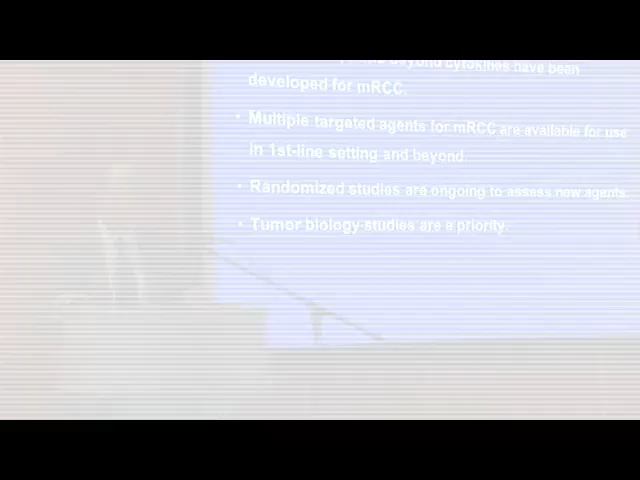 beyond cytokines have been
developed for mRCC.
• Multiple targeted agents for mRCC are available for use
in 1st-line setting and beyond
• Randomized studies are ongoing to assess new agents.
• Tumor biology studies are a priority.